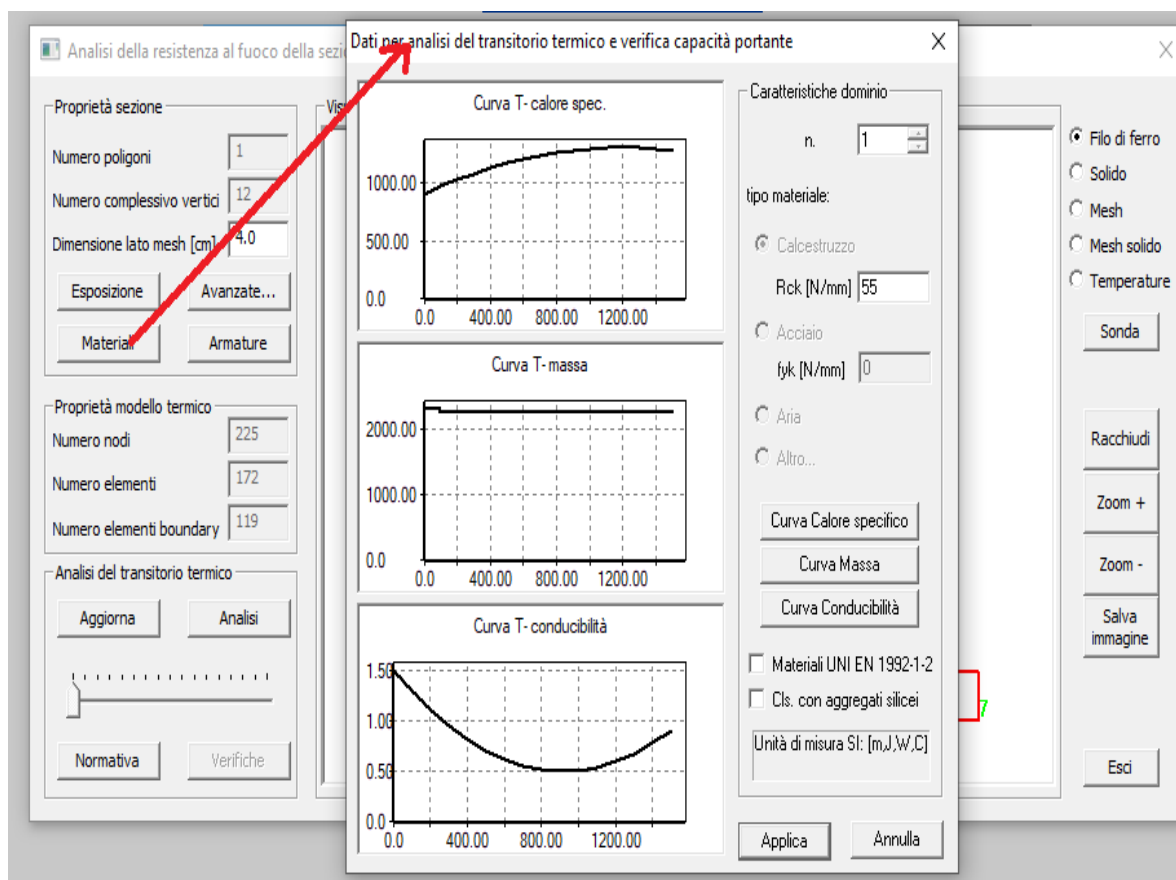 Analisi della resistenza al fuoco della sezi
Proprietà sezione
Numero poligoni 1
Numero complessivo vertici 12
Dimensione lato mesh [cm] 4.0
Esposizione Avanzate...
Materiali Armature
Proprietà modello termico
Numero nodi 225
Numero elementi 172
Numero elementi boundary 119
Analisi del transitorio termico
Aggiorna Analisi
Normativa Verifiche
Dati per analisi del transitorio termico e verifica capacità portante
Curva T- calore spec.
1000.00
500.00
0.0
0.0 400.00 800.00 1200.00
Curva T- massa
2000.00
1000.00
0.0
0.0 400.00 800.00 1200.00
Curva T- conducibilità
1.50
1.00
0.50
0.0
0.0 400.00 800.00 1200.00
Caratteristiche dominio
n. 1
tipo materiale:
Calcestruzzo
Rck [N/mm] 55
Acciaio
fyk [N/mm] 0
Aria
Altro...
Curva Calore specifico
Curva Massa
Curva Conducibilità
Materiali UNI EN 1992-1-2
Cls. con aggregati silicei
Unità di misura SI: [m,J,W,C]
Applica Annulla
7
Filo di ferro
Solido
Mesh
Mesh solido
Temperature
Sonda
Racchiudi
Zoom +
Zoom -
Salva
immagine
Esci